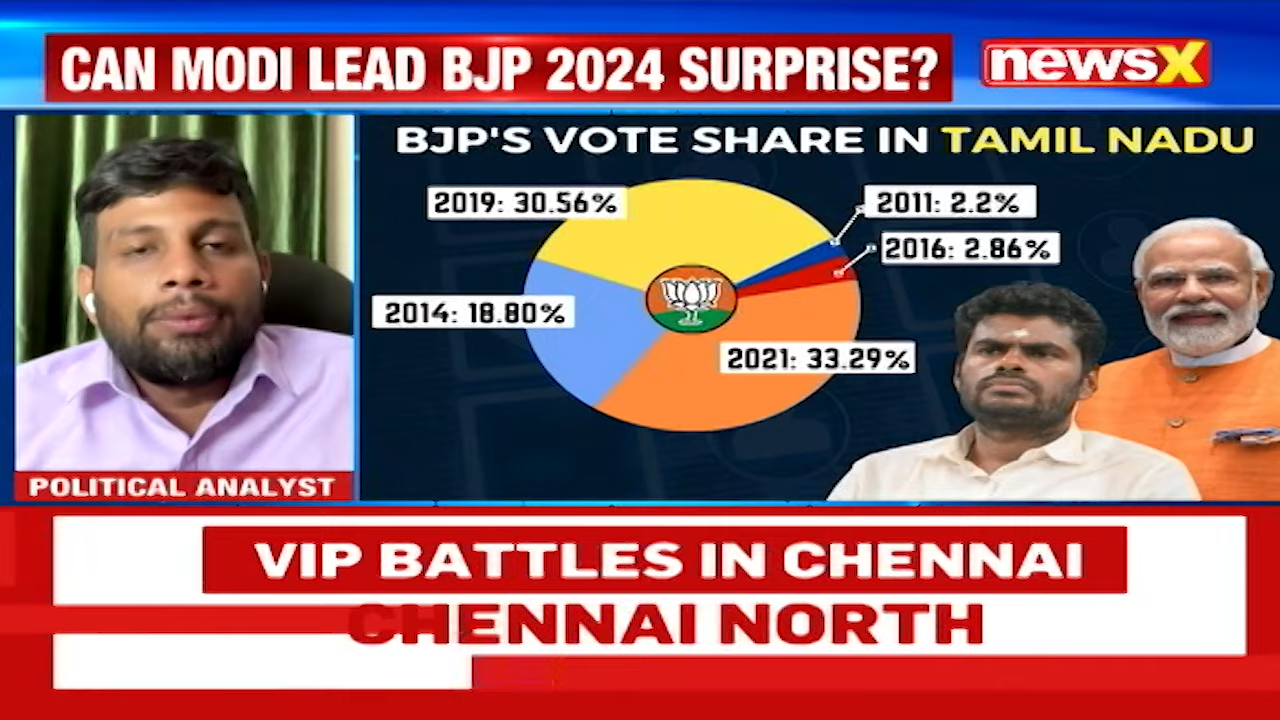 CAN MODI LEAD BJP 2024 SURPRISE?
newsX
BJP'S VOTE SHARE IN TAMIL NADU
2019: 30.56%
2011: 2.2%
2016: 2.86%
2014: 18.80%
2021: 33.29%
POLITICAL ANALYST
VIP BATTLES IN CHENNAI
CHENNAI NORTH